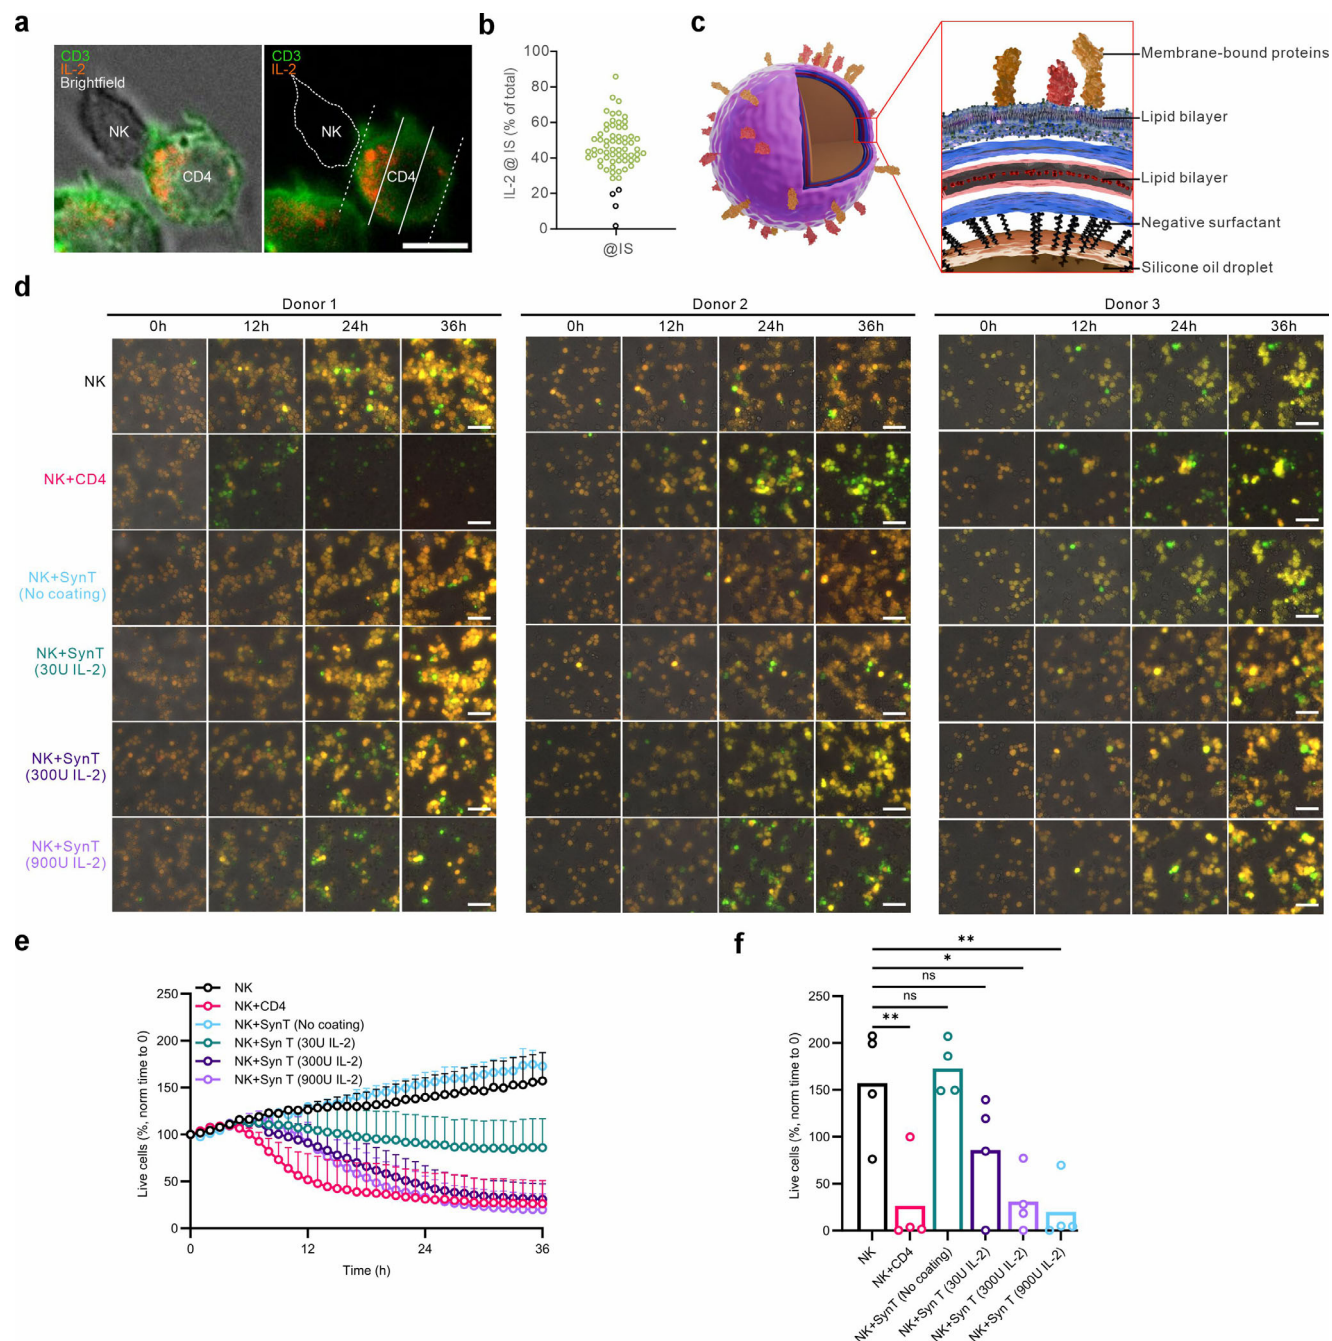 a
CD3
IL-2
Brightfield
NK
CD4
CD3
IL-2
NK
CD4
b
IL-2 @ IS (% of total)
100
80
60
40
20
0
@IS
c
Membrane-bound proteins
Lipid bilayer
Lipid bilayer
Negative surfactant
Silicone oil droplet
d
Donor 1
Donor 2
Donor 3
0h 12h 24h 36h
0h 12h 24h 36h
0h 12h 24h 36h
NK
NK+CD4
NK+SynT
(No coating)
NK+SynT
(30U IL-2)
NK+SynT
(300U IL-2)
NK+SynT
(900U IL-2)
e
NK
NK+CD4
NK+SynT (No coating)
NK+Syn T (30U IL-2)
NK+Syn T (300U IL-2)
NK+Syn T (900U IL-2)
Live cells (%, norm time to 0)
250
200
150
100
50
0
0 12 24 36
Time (h)
f
**
*
ns
ns
**
Live cells (%, norm time to 0)
250
200
150
100
50
0
NK
NK+CD4
NK+SynT (No coating)
NK+Syn T (30U IL-2)
NK+Syn T (300U IL-2)
NK+Syn T (900U IL-2)